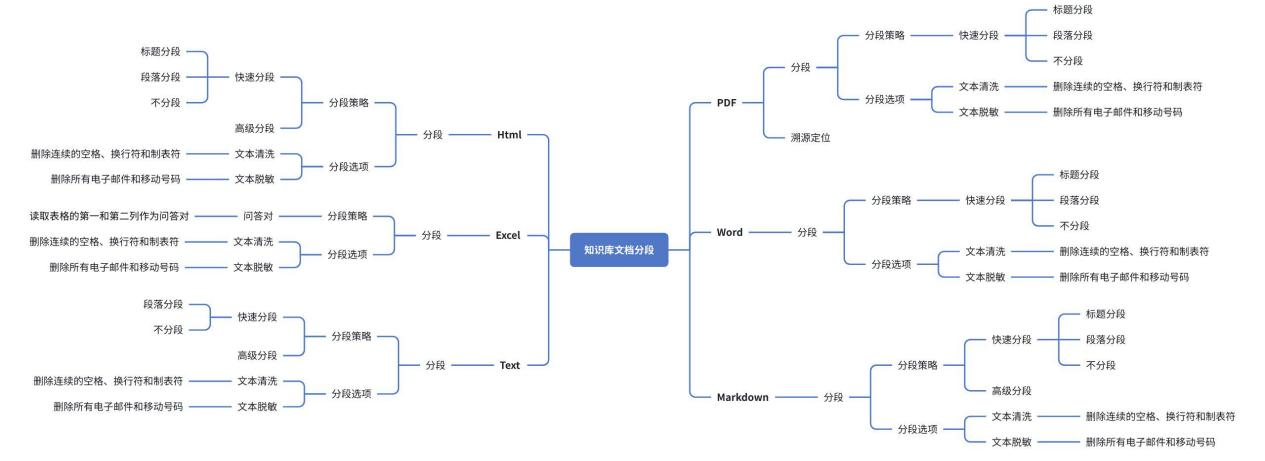 知识库文档分段
PDF
分段
分段策略
快速分段
标题分段
段落分段
不分段
分段选项
文本清洗
删除连续的空格、换行符和制表符
文本脱敏
删除所有电子邮件和移动号码
溯源定位
Word
分段
分段策略
快速分段
标题分段
段落分段
不分段
分段选项
文本清洗
删除连续的空格、换行符和制表符
文本脱敏
删除所有电子邮件和移动号码
Markdown
分段
分段策略
快速分段
标题分段
段落分段
不分段
高级分段
分段选项
文本清洗
删除连续的空格、换行符和制表符
文本脱敏
删除所有电子邮件和移动号码
Html
分段
分段策略
快速分段
标题分段
段落分段
不分段
高级分段
分段选项
文本清洗
删除连续的空格、换行符和制表符
文本脱敏
删除所有电子邮件和移动号码
Excel
分段
分段策略
问答对
读取表格的第一和第二列作为问答对
分段选项
文本清洗
删除连续的空格、换行符和制表符
文本脱敏
删除所有电子邮件和移动号码
Text
分段
分段策略
快速分段
段落分段
不分段
高级分段
分段选项
文本清洗
删除连续的空格、换行符和制表符
文本脱敏
删除所有电子邮件和移动号码